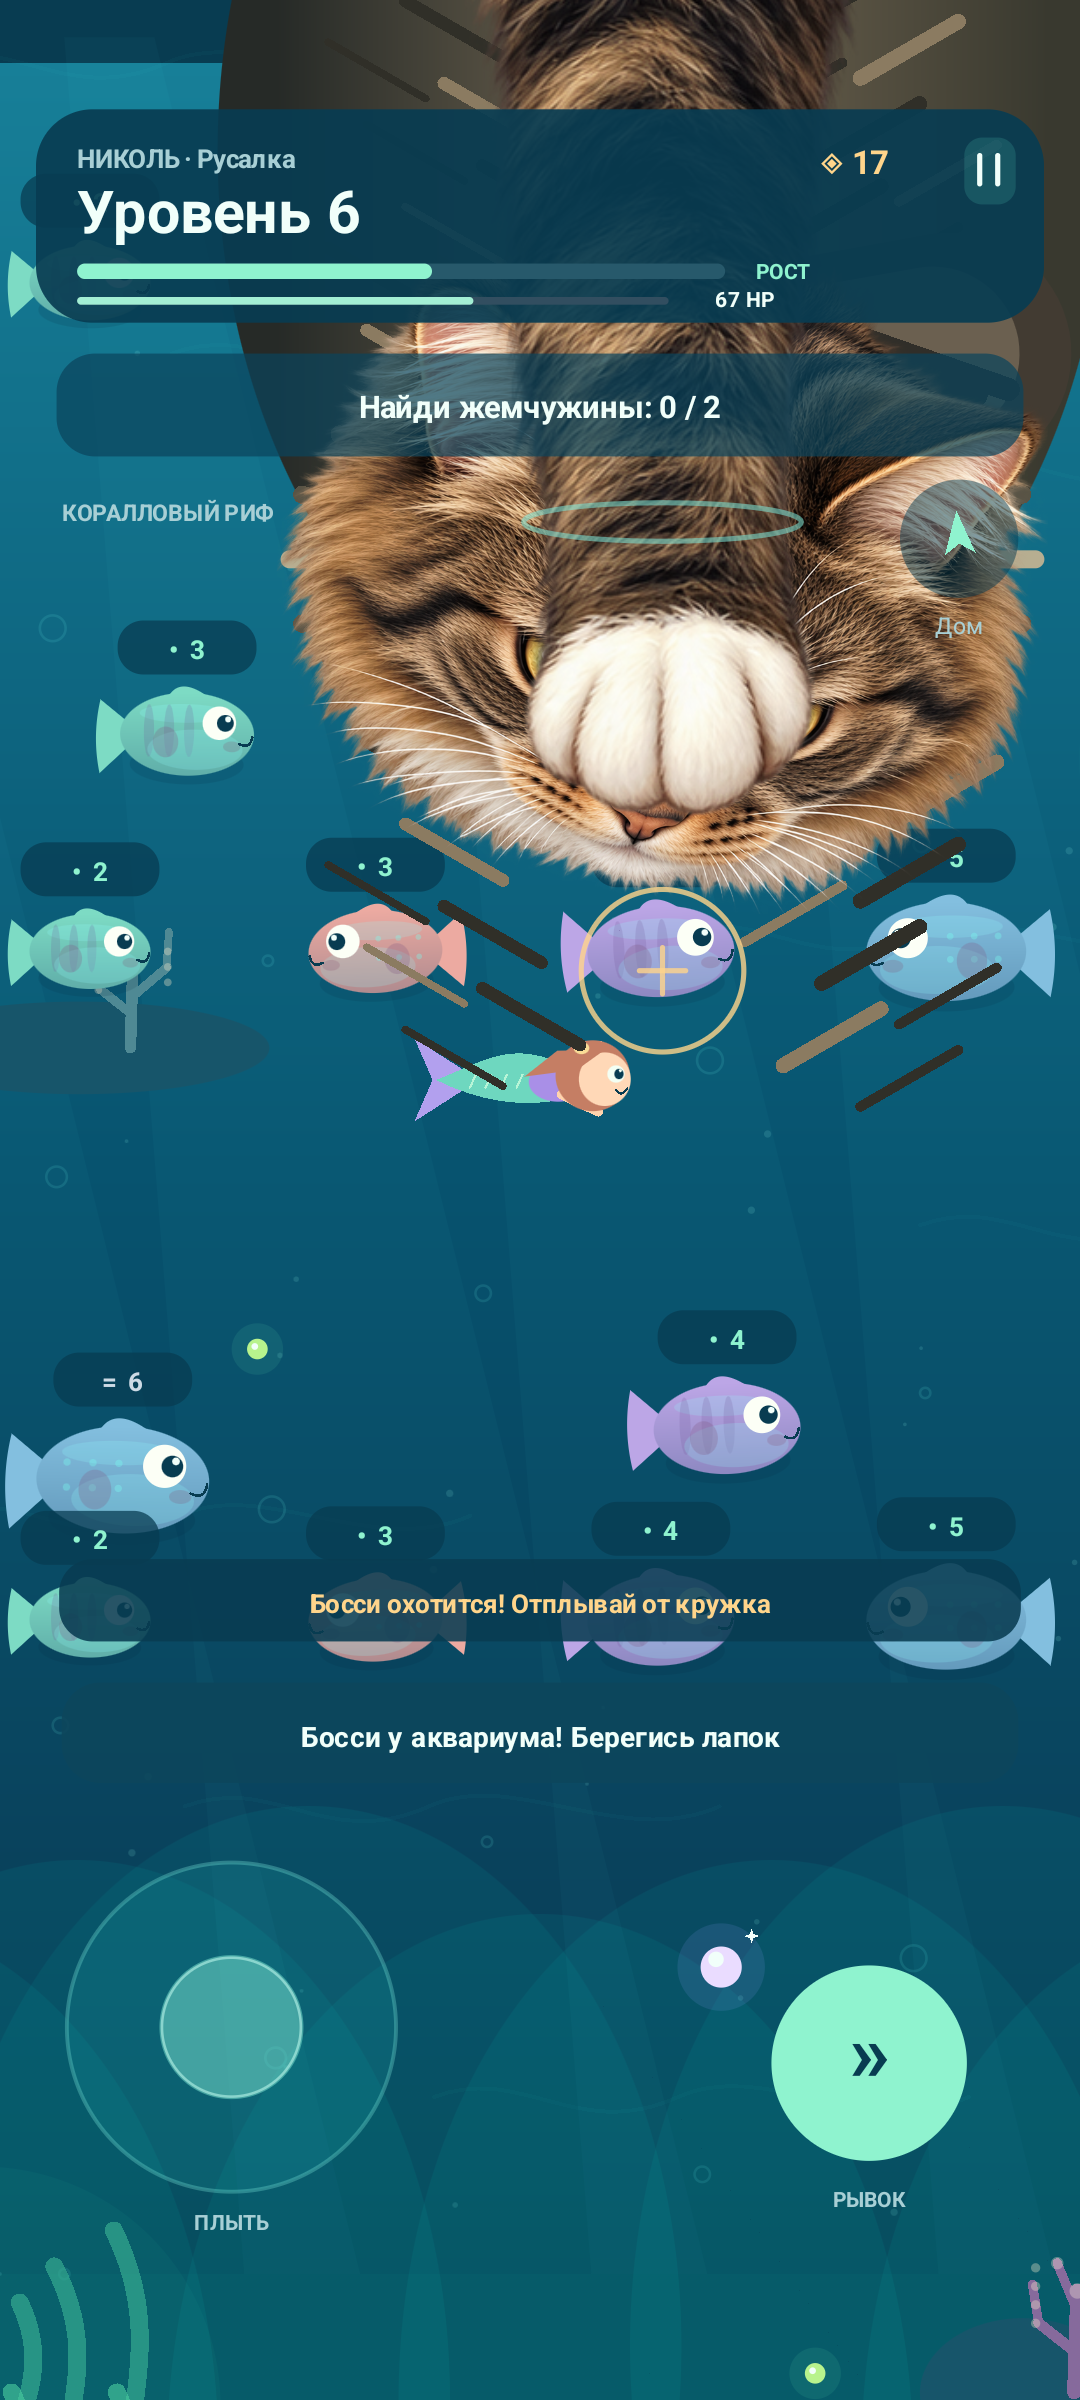 НИКОЛЬ · Русалка
17
Уровень 6
РОСТ
67 HP
Найди жемчужины: 0 / 2
КОРАЛЛОВЫЙ РИФ
Дом
• 3
• 2
• 3
5
• 4
= 6
• 2
• 3
• 4
• 5
Босси охотится! Отплывай от кружка
Босси у аквариума! Берегись лапок
»
РЫВОК
ПЛЫТЬ